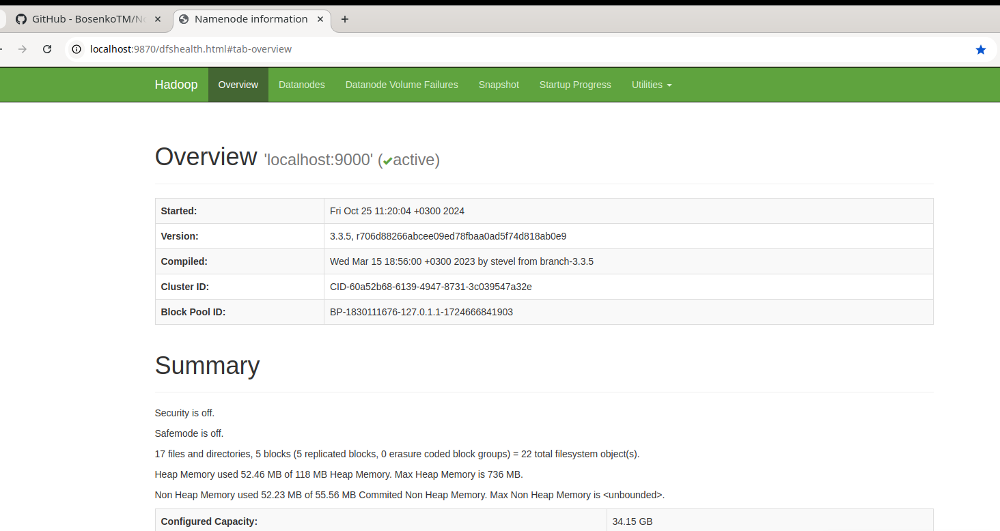 GitHub - BosenkoTM/N
Namenode information
localhost:9870/dfshealth.html#tab-overview
Hadoop Overview Datanodes Datanode Volume Failures Snapshot Startup Progress Utilities
Overview 'localhost:9000' (✔active)
Started: Fri Oct 25 11:20:04 +0300 2024
Version: 3.3.5, r706d88266abcee09ed78fbaa0ad5f74d818ab0e9
Compiled: Wed Mar 15 18:56:00 +0300 2023 by stevel from branch-3.3.5
Cluster ID: CID-60a52b68-6139-4947-8731-3c039547a32e
Block Pool ID: BP-1830111676-127.0.1.1-1724666841903
Summary
Security is off.
Safemode is off.
17 files and directories, 5 blocks (5 replicated blocks, 0 erasure coded block groups) = 22 total filesystem object(s).
Heap Memory used 52.46 MB of 118 MB Heap Memory. Max Heap Memory is 736 MB.
Non Heap Memory used 52.23 MB of 55.56 MB Commited Non Heap Memory. Max Non Heap Memory is <unbounded>.
Configured Capacity: 34.15 GB